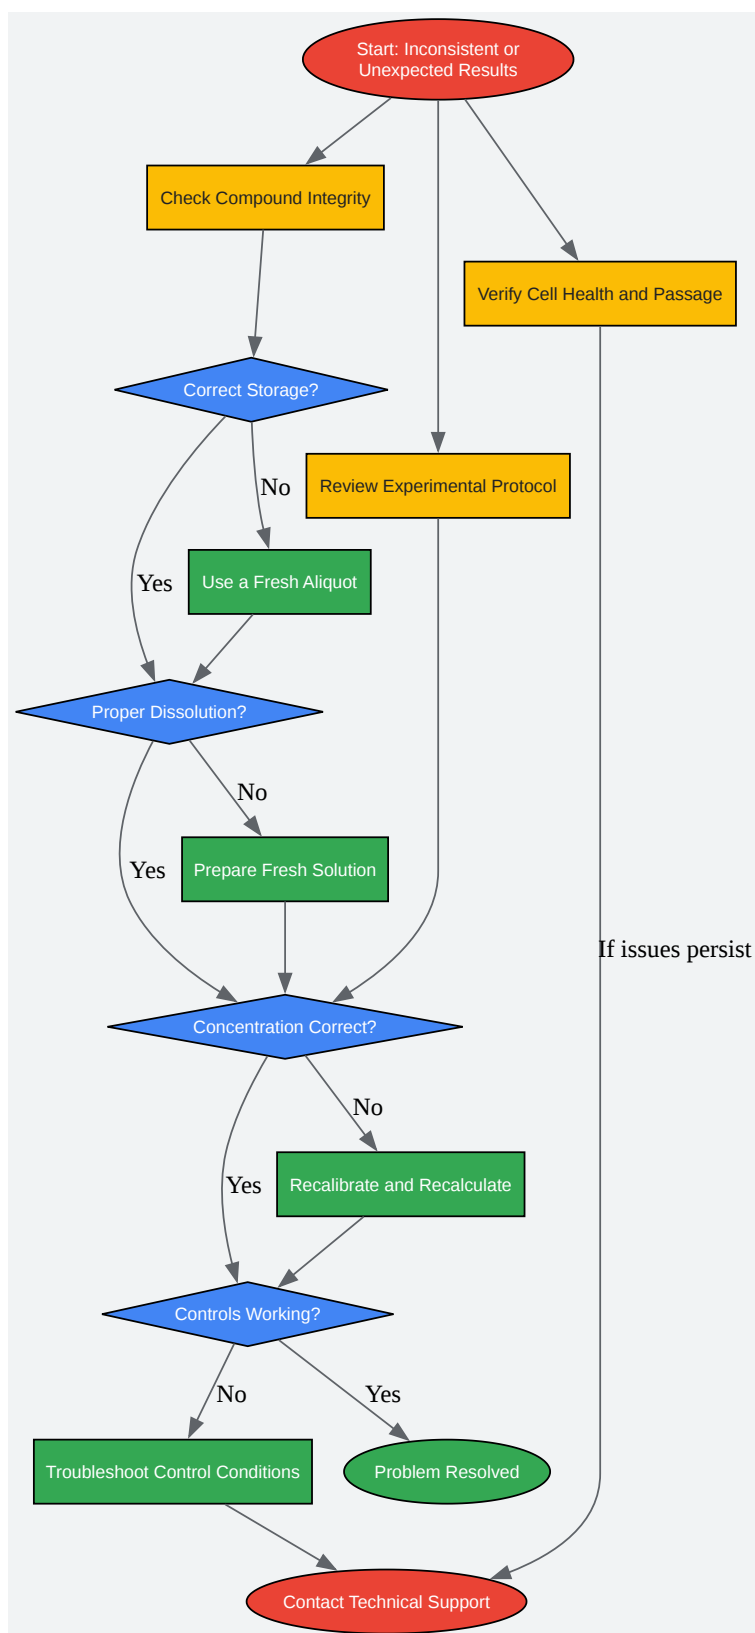 Start: Inconsistent or
Unexpected Results
Check Compound Integrity
Verify Cell Health and Passage
Correct Storage?
Review Experimental Protocol
No
Use a Fresh Aliquot
Yes
Proper Dissolution?
No
Prepare Fresh Solution
Yes
If issues persist
Concentration Correct?
No
Recalibrate and Recalculate
Yes
Controls Working?
No
Yes
Troubleshoot Control Conditions
Problem Resolved
Contact Technical Support